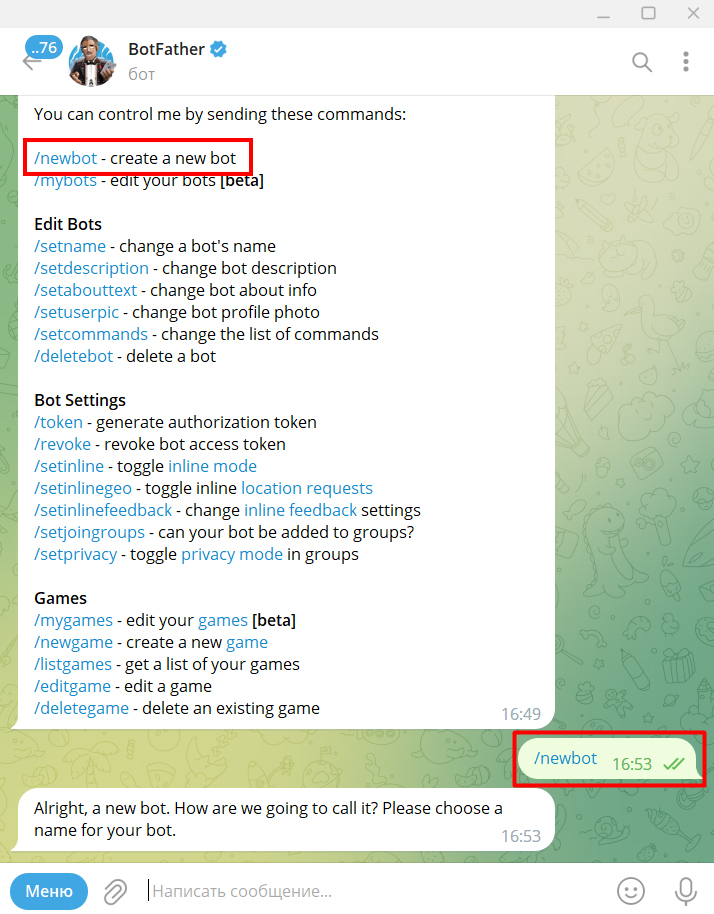 ..76
BotFather
бот
You can control me by sending these commands:
/newbot - create a new bot
/mybots - edit your bots [beta]
Edit Bots
/setname - change a bot's name
/setdescription - change bot description
/setabouttext - change bot about info
/setuserpic - change bot profile photo
/setcommands - change the list of commands
/deletebot - delete a bot
Bot Settings
/token - generate authorization token
/revoke - revoke bot access token
/setinline - toggle inline mode
/setinlinegeo - toggle inline location requests
/setinlinefeedback - change inline feedback settings
/setjoingroups - can your bot be added to groups?
/setprivacy - toggle privacy mode in groups
Games
/mygames - edit your games [beta]
/newgame - create a new game
/listgames - get a list of your games
/editgame - edit a game
/deletegame - delete an existing game
16:49
/newbot 16:53
Alright, a new bot. How are we going to call it? Please choose a
name for your bot.
16:53
Меню Написать сообщение...